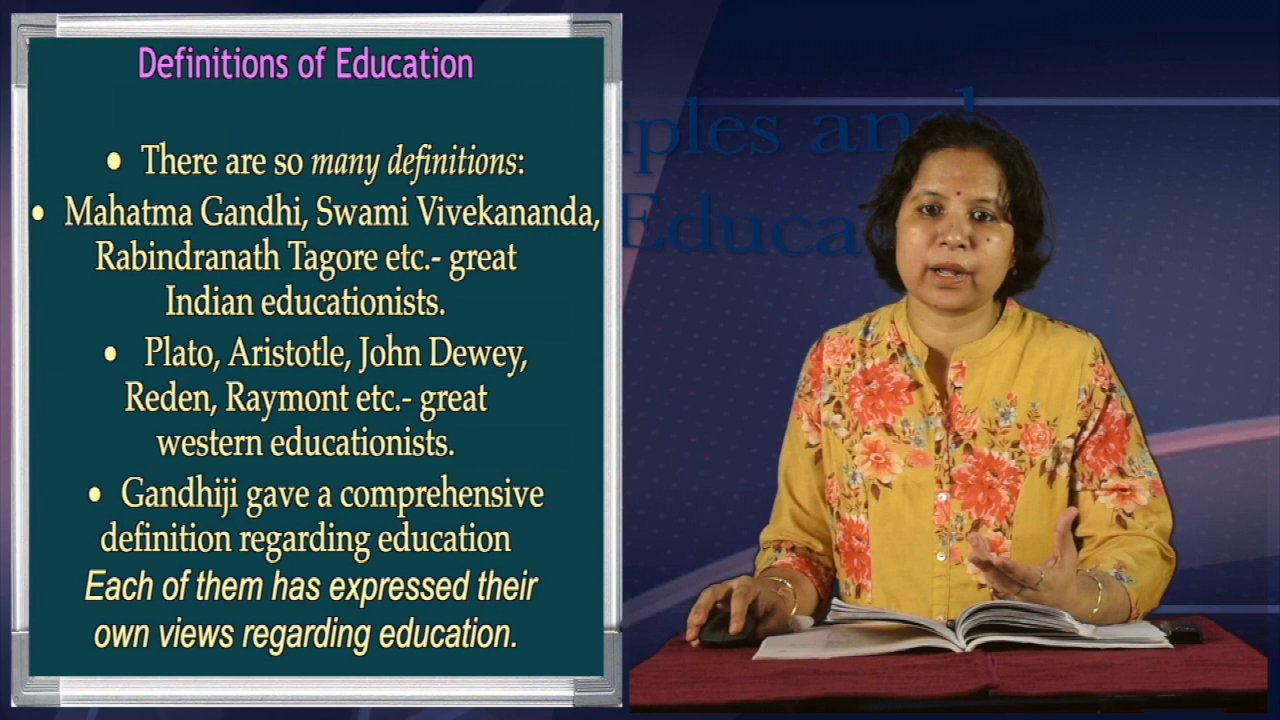 Definitions of Education
• There are so many definitions:
• Mahatma Gandhi, Swami Vivekananda,
Rabindranath Tagore etc.- great
Indian educationists.
• Plato, Aristotle, John Dewey,
Reden, Raymont etc.- great
western educationists.
• Gandhiji gave a comprehensive
definition regarding education
Each of them has expressed their
own views regarding education.
and